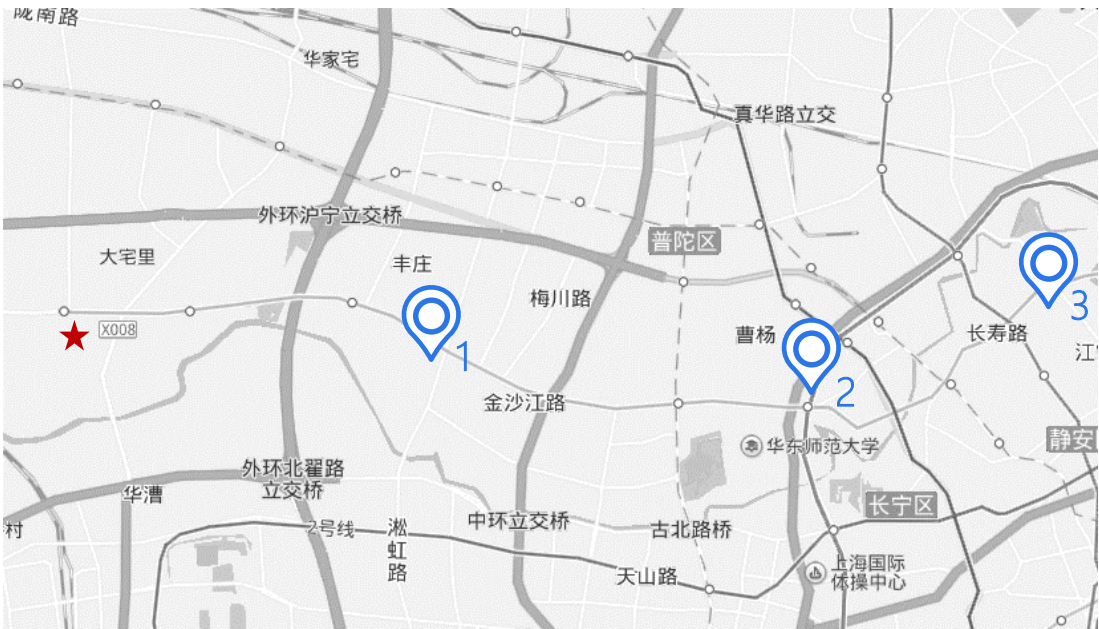 陇南路
华家宅
真华路立交
外环沪宁立交桥
普陀区
大宅里
丰庄
梅川路
X008
1
曹杨
2
长寿路
3
金沙江路
华东师范大学
外环北翟路
立交桥
华漕
长宁区
2号线
淞虹路
中环立交桥
古北路桥
村
天山路
上海国际
体操中心
静安
江